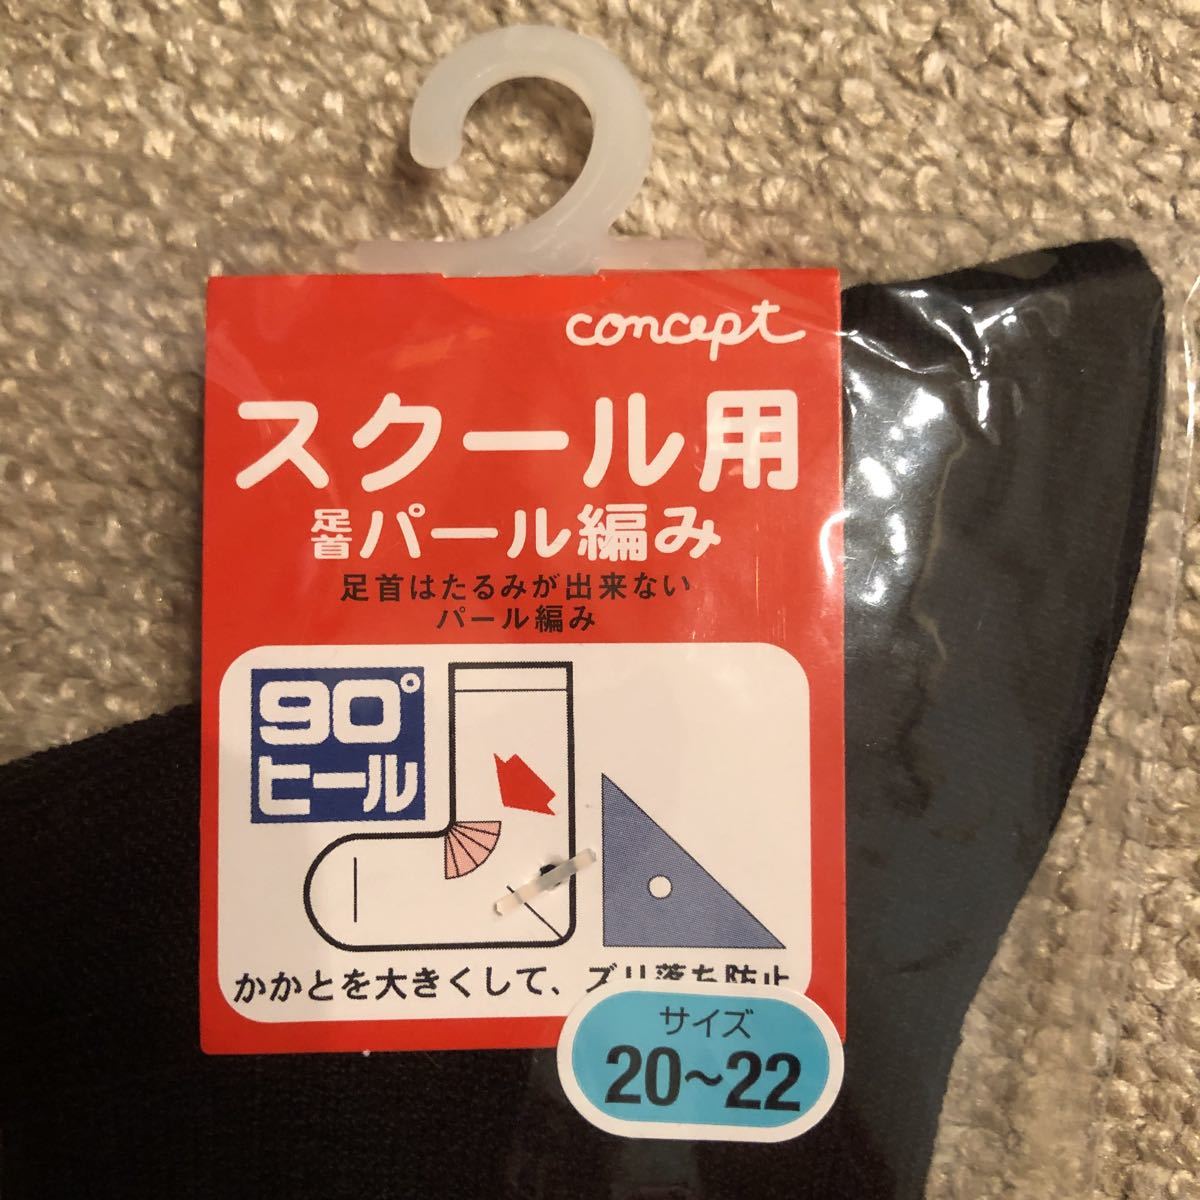 concept
スクール用
足首パール編み
足首はたるみが出来ない
パール編み
90°
ヒール
かかとを大きくして、ズリ落ち防止
サイズ
20~22